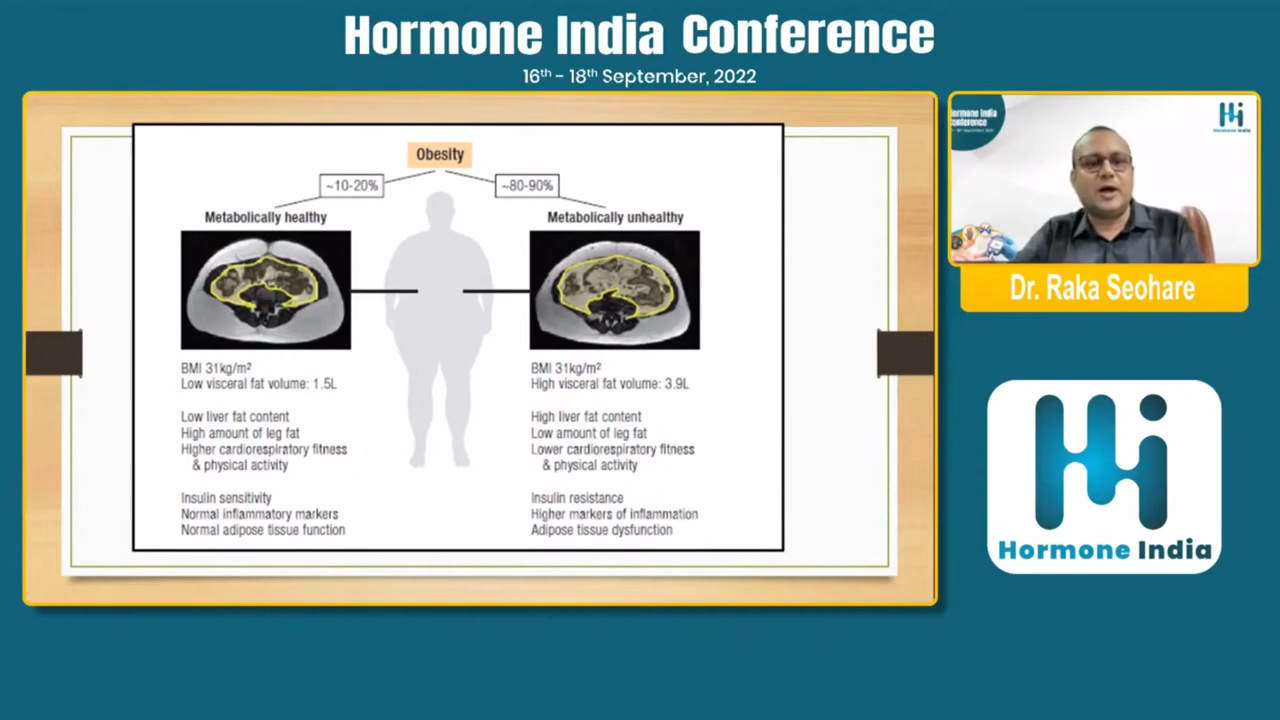 Hormone India Conference
16th - 18th September, 2022
Obesity
~10-20%
~80-90%
Metabolically healthy
Metabolically unhealthy
BMI 31kg/m²
Low visceral fat volume: 1.5L
Low liver fat content
High amount of leg fat
Higher cardiorespiratory fitness
& physical activity
Insulin sensitivity
Normal inflammatory markers
Normal adipose tissue function
BMI 31kg/m²
High visceral fat volume: 3.9L
High liver fat content
Low amount of leg fat
Lower cardiorespiratory fitness
& physical activity
Insulin resistance
Higher markers of inflammation
Adipose tissue dysfunction
Hormone India
Dr. Raka Seohare
Hormone India